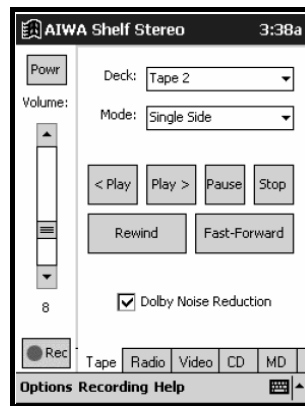 AIWA Shelf Stereo 3:38a
Powr
Deck: Tape 2
Volume:
Mode: Single Side
< Play Play > Pause Stop
Rewind Fast-Forward
8
Dolby Noise Reduction
Rec
Tape Radio Video CD MD
Options Recording Help